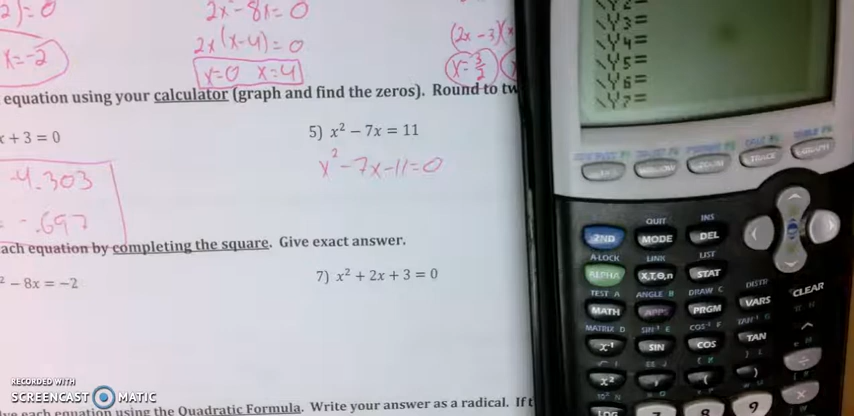 2) = 0
2x² - 8x = 0
x = -2
2x(x-4) = 0
(2x - 3)(x
x=0 x=4
x = 3/2
equation using your calculator (graph and find the zeros). Round to tw
x + 3 = 0
5) x² − 7x = 11
x² - 7x - 11 = 0
-4.303
= -.697
ach equation by completing the square. Give exact answer.
² − 8x = −2
7) x² + 2x + 3 = 0
ve each equation using the Quadratic Formula. Write your answer as a radical. If t
RECORDED WITH
SCREENCAST MATIC
\Y2=
\Y3=
\Y4=
\Y5=
\Y6=
\Y7=
TRACE
GRAPH
QUIT INS
2ND MODE DEL
A-LOCK LINK LIST
ALPHA X,T,Θ,n STAT
TEST A ANGLE B DRAW C DISTR
MATH APPS PRGM VARS CLEAR
MATRIX D SIN⁻¹ E COS⁻¹ F TAN⁻¹ G
x⁻¹ SIN COS TAN
x² , ( )
LOG 7 8 9